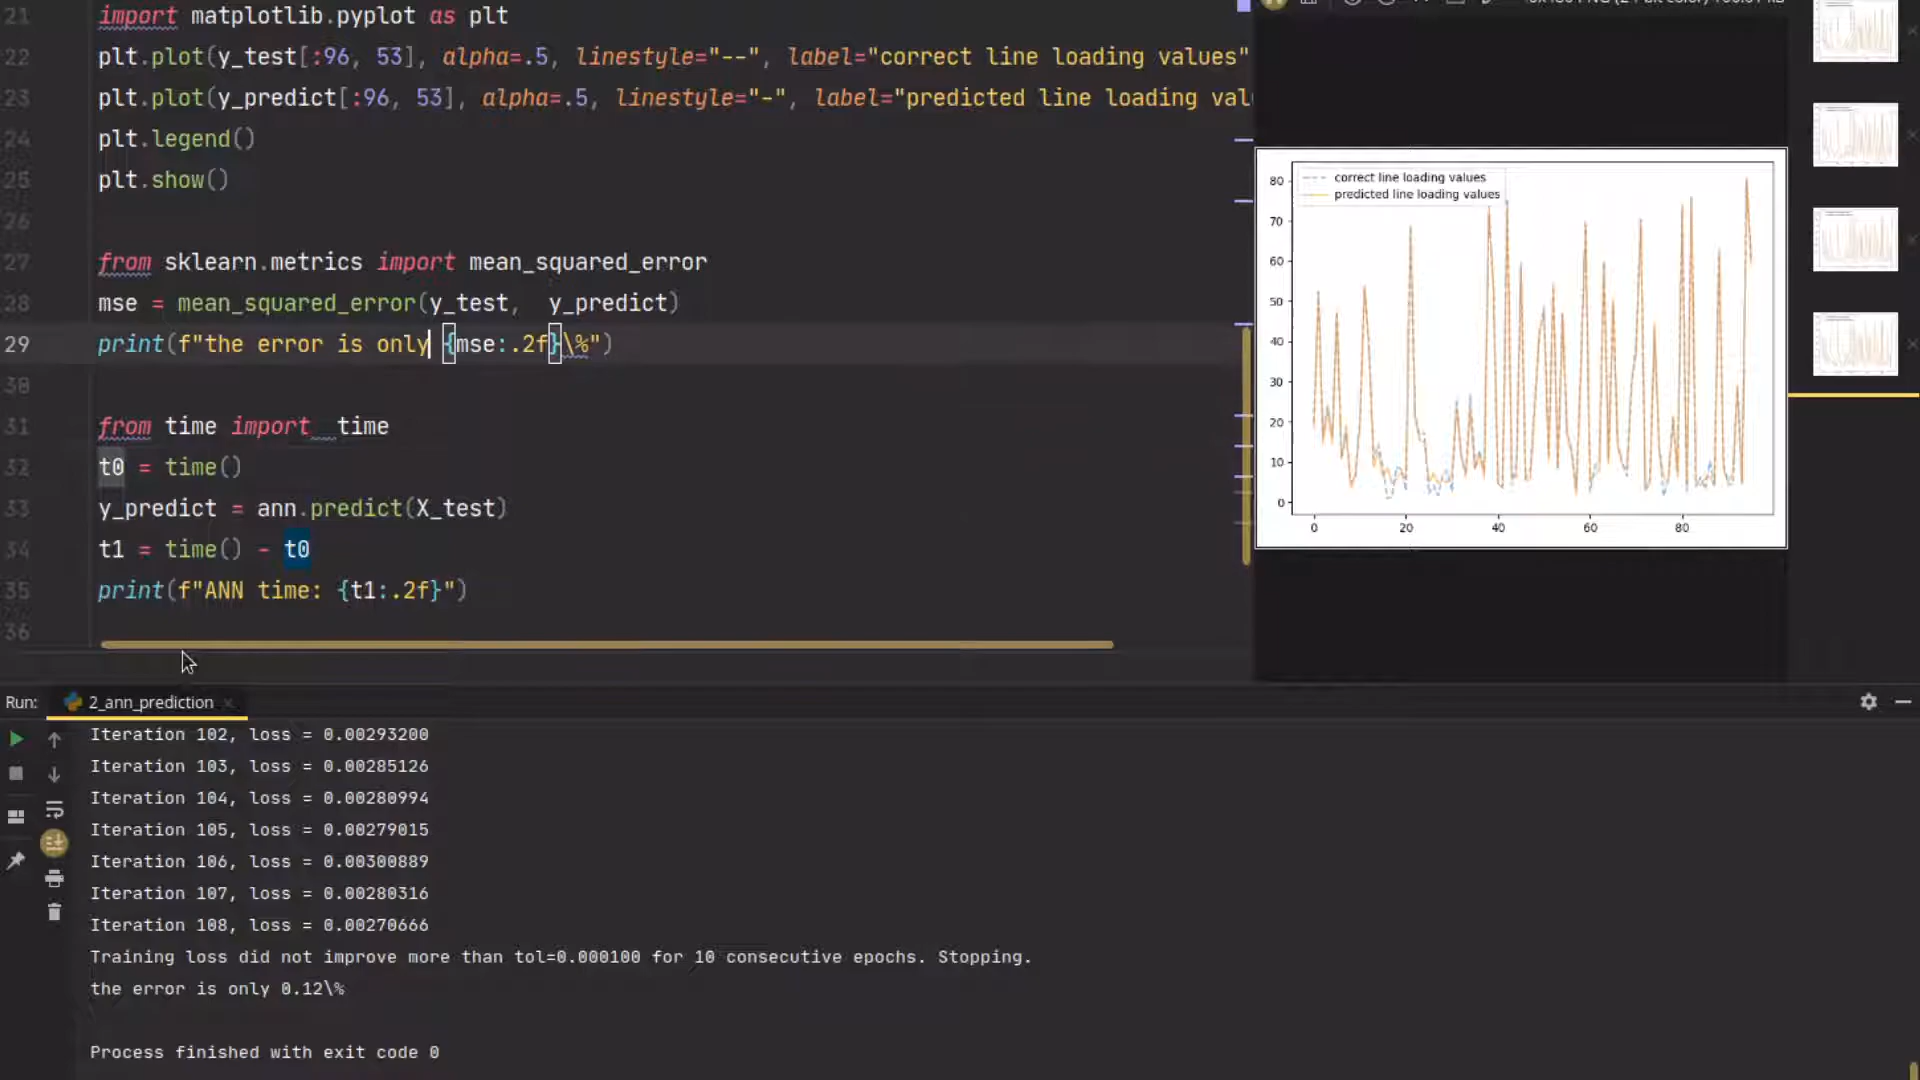 21 import matplotlib.pyplot as plt
22 plt.plot(y_test[:96, 53], alpha=.5, linestyle="--", label="correct line loading values"
23 plt.plot(y_predict[:96, 53], alpha=.5, linestyle="-", label="predicted line loading val
24 plt.legend()
25 plt.show()
26
27 from sklearn.metrics import mean_squared_error
28 mse = mean_squared_error(y_test, y_predict)
29 print(f"the error is only {mse:.2f}\%")
30
31 from time import time
32 t0 = time()
33 y_predict = ann.predict(X_test)
34 t1 = time() - t0
35 print(f"ANN time: {t1:.2f}")
36
correct line loading values
predicted line loading values
80
70
60
50
40
30
20
10
0
0 20 40 60 80
Run: 2_ann_prediction
Iteration 102, loss = 0.00293200
Iteration 103, loss = 0.00285126
Iteration 104, loss = 0.00280994
Iteration 105, loss = 0.00279015
Iteration 106, loss = 0.00300889
Iteration 107, loss = 0.00280316
Iteration 108, loss = 0.00270666
Training loss did not improve more than tol=0.000100 for 10 consecutive epochs. Stopping.
the error is only 0.12\%
Process finished with exit code 0